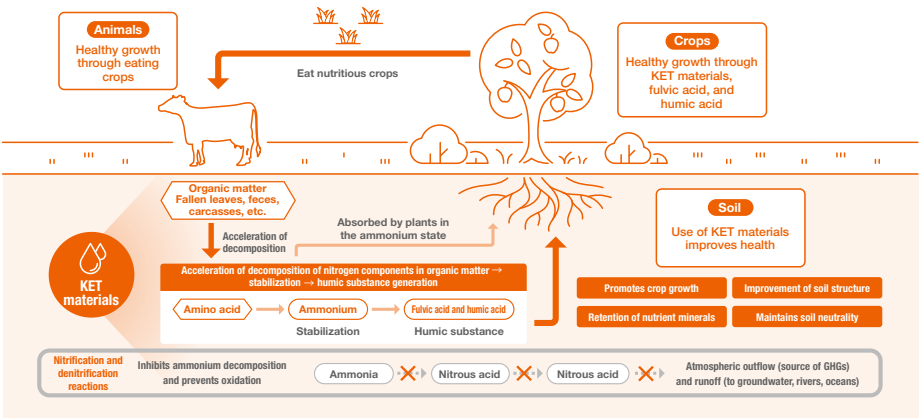 Animals
Healthy growth
through eating
crops
Eat nutritious crops
Crops
Healthy growth through
KET materials,
fulvic acid, and
humic acid
Organic matter
Fallen leaves, feces,
carcasses, etc.
Acceleration of
decomposition
Absorbed by plants in
the ammonium state
Soil
Use of KET materials
improves health
KET
materials
Acceleration of decomposition of nitrogen components in organic matter →
stabilization → humic substance generation
Amino acid
Ammonium
Fulvic acid and humic acid
Stabilization
Humic substance
Promotes crop growth
Improvement of soil structure
Retention of nutrient minerals
Maintains soil neutrality
Nitrification and
denitrification
reactions
Inhibits ammonium decomposition
and prevents oxidation
Ammonia
Nitrous acid
Nitrous acid
Atmospheric outflow (source of GHGs)
and runoff (to groundwater, rivers, oceans)